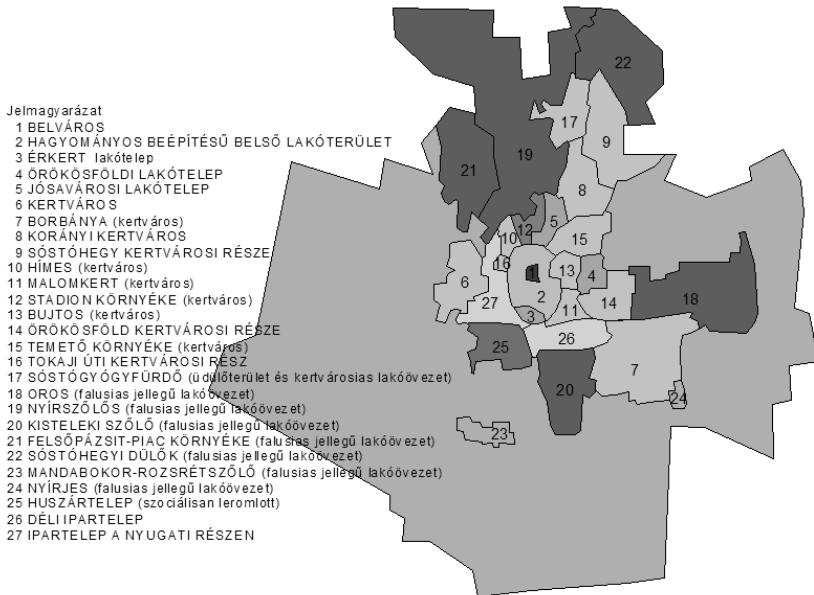 Jelmagyarázat
1 BELVÁROS
2 HAGYOMÁNYOS BEÉPÍTÉSŰ BELSŐ LAKÓTERÜLET
3 ÉRKERT lakótelep
4 ÖRÖKÖSFÖLDI LAKÓTELEP
5 JÓSAVÁROSI LAKÓTELEP
6 KERTVÁROS
7 BORBÁNYA (kertváros)
8 KORÁNYI KERTVÁROS
9 SÓSTÓHEGY KERTVÁROSI RÉSZE
10 HÍMES (kertváros)
11 MALOMKERT (kertváros)
12 STADION KÖRNYÉKE (kertváros)
13 BUJTOS (kertváros)
14 ÖRÖKÖSFÖLD KERTVÁROSI RÉSZE
15 TEMETŐ KÖRNYÉKE (kertváros)
16 TOKAJI ÚTI KERTVÁROSI RÉSZ
17 SÓSTÓGYÓGYFÜRDŐ (üdülőterület és kertvárosias lakóövezet)
18 OROS (falusias jellegű lakóövezet)
19 NYÍRSZŐLŐS (falusias jellegű lakóövezet)
20 KISTELEKI SZŐLŐ (falusias jellegű lakóövezet)
21 FELSŐPÁZSIT-PIAC KÖRNYÉKE (falusias jellegű lakóövezet)
22 SÓSTÓHEGYI DŰLŐK (falusias jellegű lakóövezet)
23 MANDABOKOR-ROZSRÉTSZŐLŐ (falusias jellegű lakóövezet)
24 NYÍRJES (falusias jellegű lakóövezet)
25 HUSZÁRTELEP (szociálisan leromlott)
26 DÉLI IPARTELEP
27 IPARTELEP A NYUGATI RÉSZEN
22
17
9
19
21
8
5
12
10
15
16
13
1
4
6
2
27
14
18
11
3
26
25
7
20
24
23